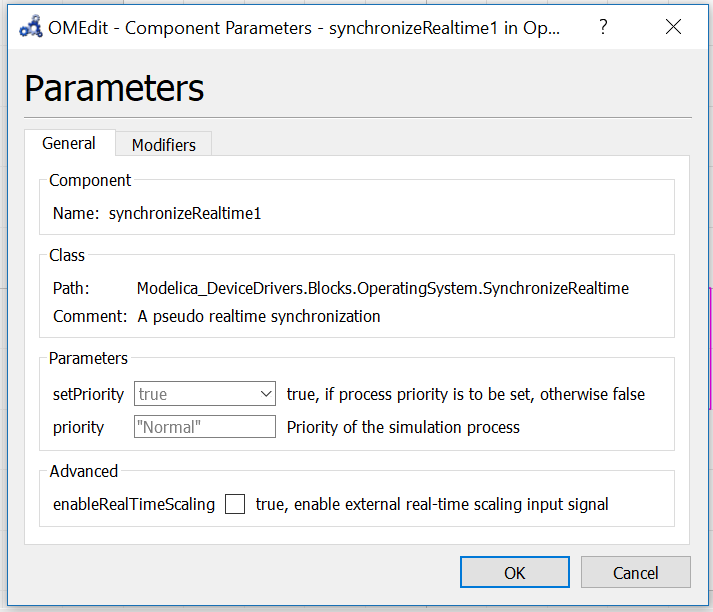 OMEdit - Component Parameters - synchronizeRealtime1 in Op... ?
Parameters
General Modifiers
Component
Name: synchronizeRealtime1
Class
Path: Modelica_DeviceDrivers.Blocks.OperatingSystem.SynchronizeRealtime
Comment: A pseudo realtime synchronization
Parameters
setPriority true true, if process priority is to be set, otherwise false
priority "Normal" Priority of the simulation process
Advanced
enableRealTimeScaling true, enable external real-time scaling input signal
OK Cancel